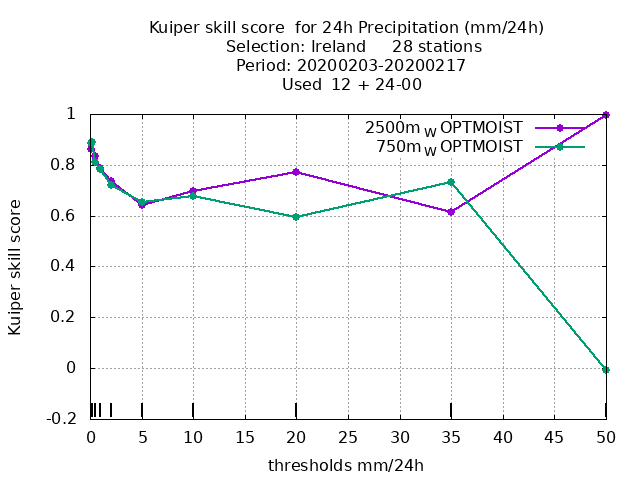 Kuiper skill score for 24h Precipitation (mm/24h)
Selection: Ireland 28 stations
Period: 20200203-20200217
Used 12 + 24-00
2500m W OPTMOIST
750m W OPTMOIST
1
0.8
0.6
0.4
0.2
0
-0.2
Kuiper skill score
0 5 10 15 20 25 30 35 40 45 50
thresholds mm/24h